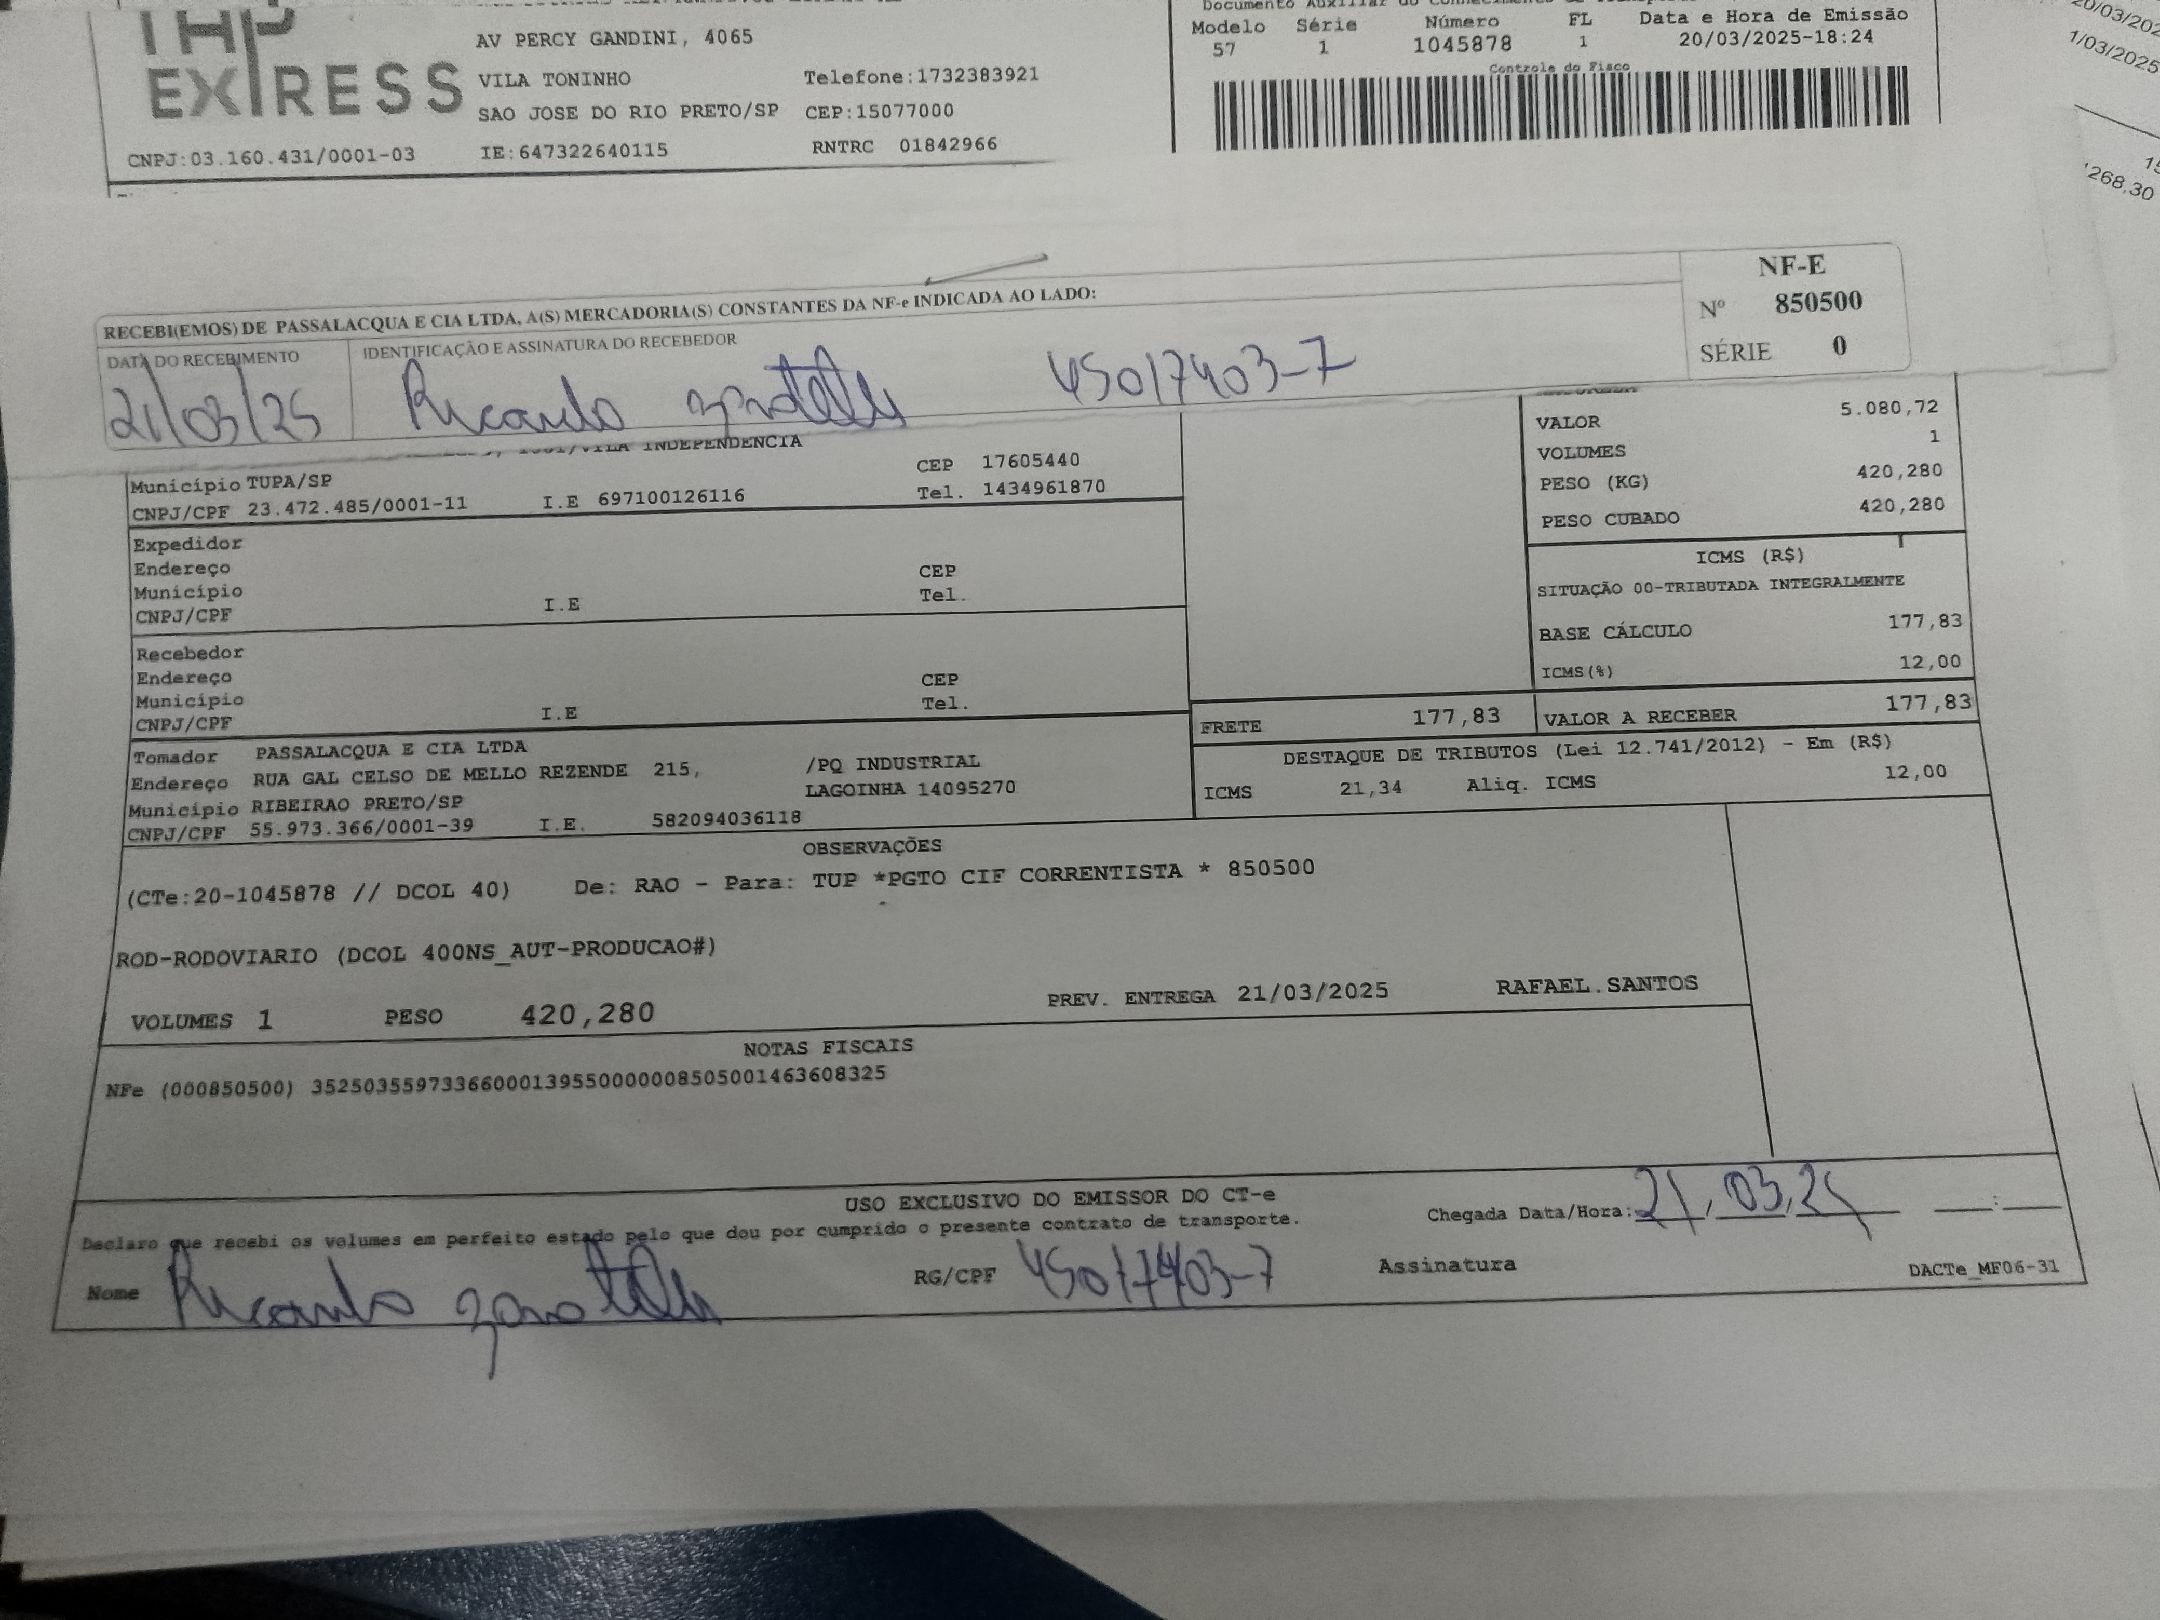 Modelo Série Número FL Data e Hora de Emissão
57 1 1045878 1 20/03/2025-18:24
Controle do Fisco
EXPRESS
AV PERCY GANDINI, 4065
VILA TONINHO Telefone:1732383921
SAO JOSE DO RIO PRETO/SP CEP:15077000
CNPJ:03.160.431/0001-03 IE:647322640115 RNTRC 01842966
RECEBI(EMOS) DE PASSALACQUA E CIA LTDA, A(S) MERCADORIA(S) CONSTANTES DA NF-e INDICADA AO LADO:
DATA DO RECEBIMENTO IDENTIFICAÇÃO E ASSINATURA DO RECEBEDOR
21/03/25 Ricardo 45017403-7
NF-E
Nº 850500
SÉRIE 0
VILA INDEPENDENCIA
Município TUPA/SP CEP 17605440
CNPJ/CPF 23.472.485/0001-11 I.E 697100126116 Tel. 1434961870
VALOR 5.080,72
VOLUMES 1
PESO (KG) 420,280
PESO CUBADO 420,280
Expedidor
Endereço CEP
Município Tel.
CNPJ/CPF I.E
Recebedor
Endereço CEP
Município Tel.
CNPJ/CPF I.E
ICMS (R$)
SITUAÇÃO 00-TRIBUTADA INTEGRALMENTE
BASE CÁLCULO 177,83
ICMS(%) 12,00
FRETE 177,83 VALOR A RECEBER 177,83
Tomador PASSALACQUA E CIA LTDA
Endereço RUA GAL CELSO DE MELLO REZENDE 215, /PQ INDUSTRIAL
Município RIBEIRAO PRETO/SP LAGOINHA 14095270
CNPJ/CPF 55.973.366/0001-39 I.E. 582094036118
DESTAQUE DE TRIBUTOS (Lei 12.741/2012) - Em (R$)
ICMS 21,34 Aliq. ICMS 12,00
OBSERVAÇÕES
(CTe:20-1045878 // DCOL 40) De: RAO - Para: TUP *PGTO CIF CORRENTISTA * 850500
ROD-RODOVIARIO (DCOL 400NS_AUT-PRODUCAO#)
VOLUMES 1 PESO 420,280 PREV. ENTREGA 21/03/2025 RAFAEL.SANTOS
NOTAS FISCAIS
NFe (000850500) 35250355973366000139550000008505001463608325
USO EXCLUSIVO DO EMISSOR DO CT-e
Declaro que recebi os volumes em perfeito estado pelo que dou por cumprido o presente contrato de transporte.
Chegada Data/Hora: 21,03,25 :
Nome Ricardo RG/CPF 45017403-7 Assinatura
DACTe_MF06-31
1/03/2025
268,30